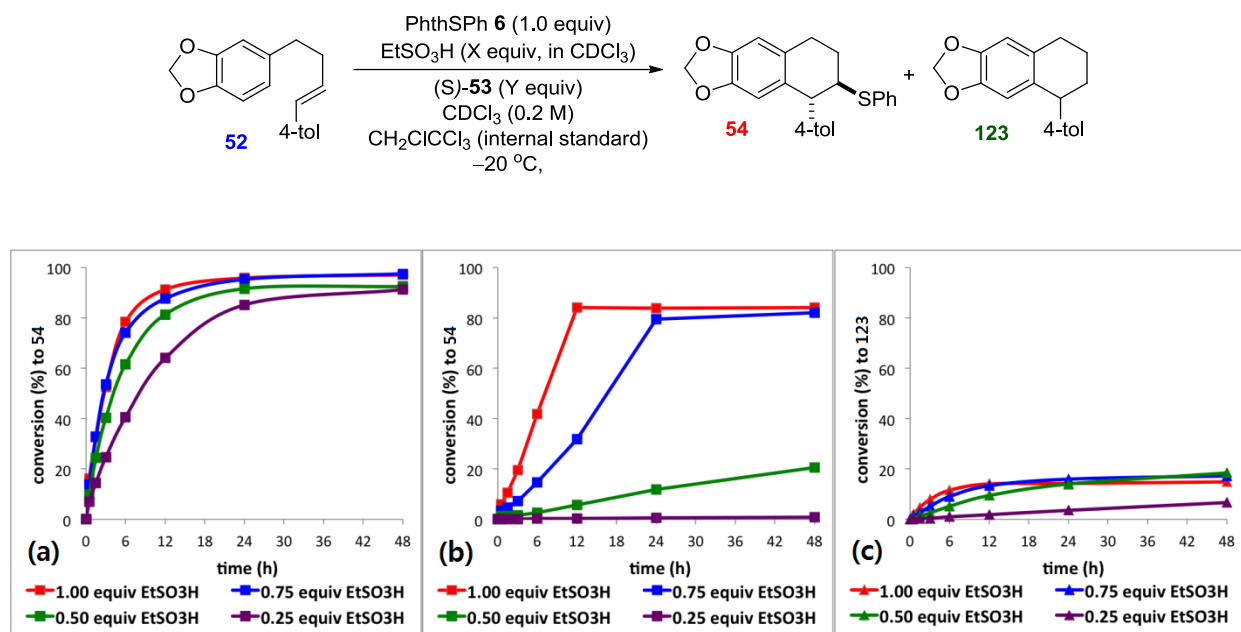 PhthSPh 6 (1.0 equiv)
EtSO₃H (X equiv, in CDCl₃)
(S)-53 (Y equiv)
CDCl₃ (0.2 M)
CH₂ClCCl₃ (internal standard)
–20 °C,
O
O
4-tol
52
O
O
SPh
4-tol
54
+
O
O
4-tol
123
conversion (%) to 54
100
80
60
40
20
0
0 6 12 18 24 30 36 42 48
(a)
time (h)
1.00 equiv EtSO3H 0.75 equiv EtSO3H
0.50 equiv EtSO3H 0.25 equiv EtSO3H
conversion (%) to 54
100
80
60
40
20
0
0 6 12 18 24 30 36 42 48
(b)
time (h)
1.00 equiv EtSO3H 0.75 equiv EtSO3H
0.50 equiv EtSO3H 0.25 equiv EtSO3H
conversion (%) to 123
100
80
60
40
20
0
0 6 12 18 24 30 36 42 48
(c)
time (h)
1.00 equiv EtSO3H 0.75 equiv EtSO3H
0.50 equiv EtSO3H 0.25 equiv EtSO3H